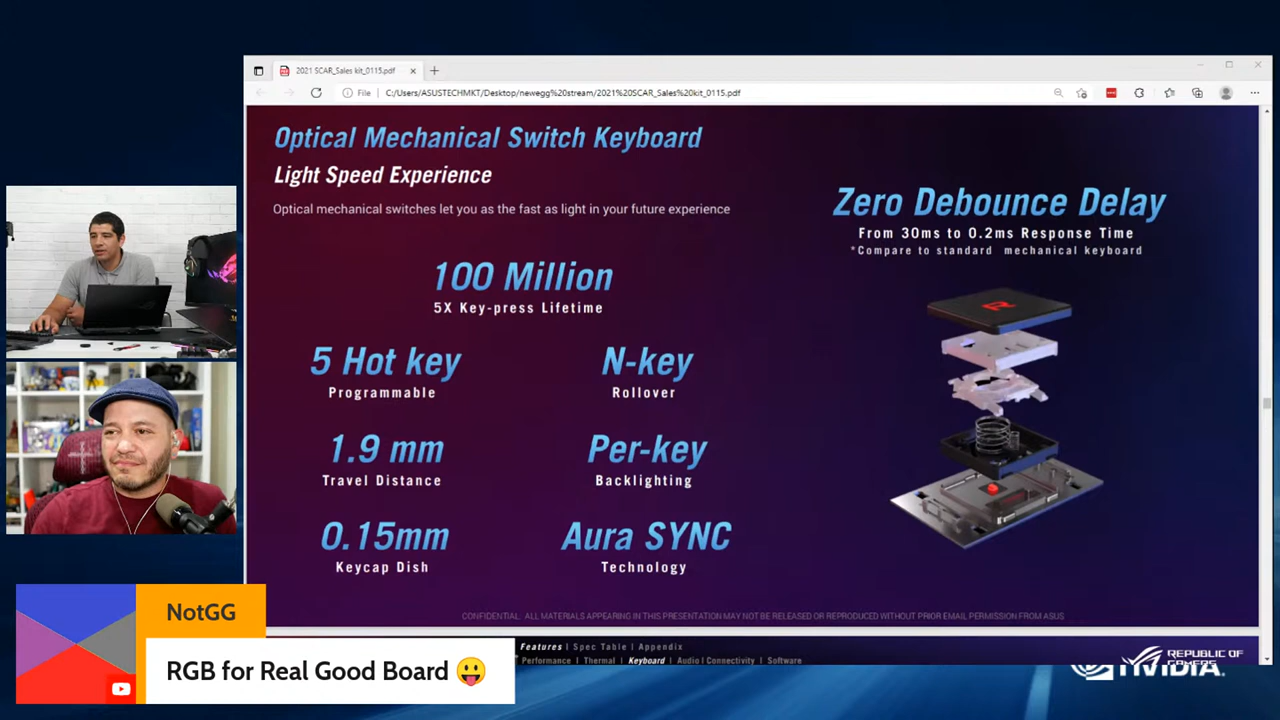 2021 SCAR_Sales kit_0115.pdf
File
C:/Users/ASUSTECHMKT/Desktop/newegg%20stream/2021%20SCAR_Sales%20kit_0115.pdf
Optical Mechanical Switch Keyboard
Light Speed Experience
Optical mechanical switches let you as the fast as light in your future experience
Zero Debounce Delay
From 30ms to 0.2ms Response Time
*Compare to standard mechanical keyboard
100 Million
5X Key-press Lifetime
5 Hot key
Programmable
N-key
Rollover
1.9 mm
Travel Distance
Per-key
Backlighting
0.15mm
Keycap Dish
Aura SYNC
Technology
R
CONFIDENTIAL: ALL MATERIALS APPEARING IN THIS PRESENTATION MAY NOT BE RELEASED OR REPRODUCED WITHOUT PRIOR EMAIL PERMISSION FROM ASUS
Features | Spec Table | Appendix
Performance | Thermal | Keyboard | Audio | Connectivity | Software
REPUBLIC OF
GAMERS
NVIDIA.
NotGG
RGB for Real Good Board 😛